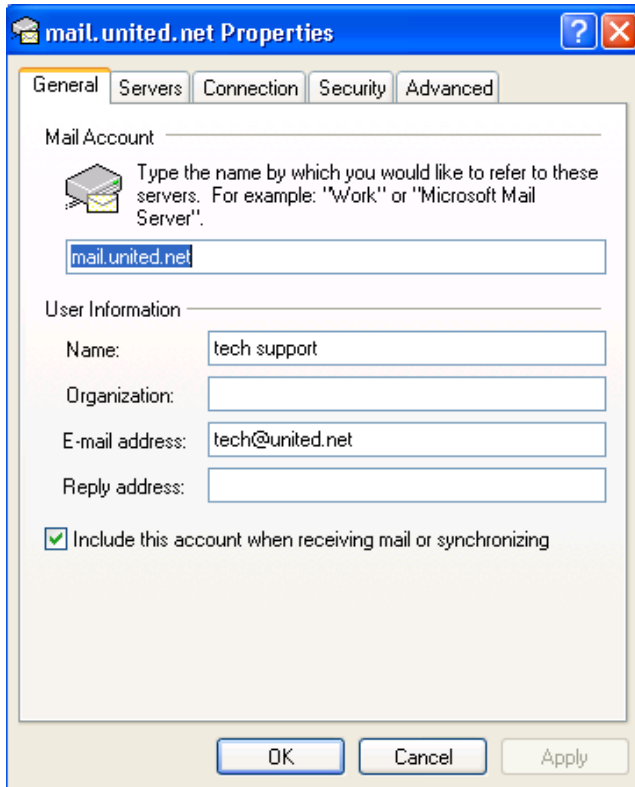 mail.united.net Properties
General Servers Connection Security Advanced
Mail Account
Type the name by which you would like to refer to these
servers. For example: "Work" or "Microsoft Mail
Server".
mail.united.net
User Information
Name: tech support
Organization:
E-mail address: tech@united.net
Reply address:
Include this account when receiving mail or synchronizing
OK Cancel Apply